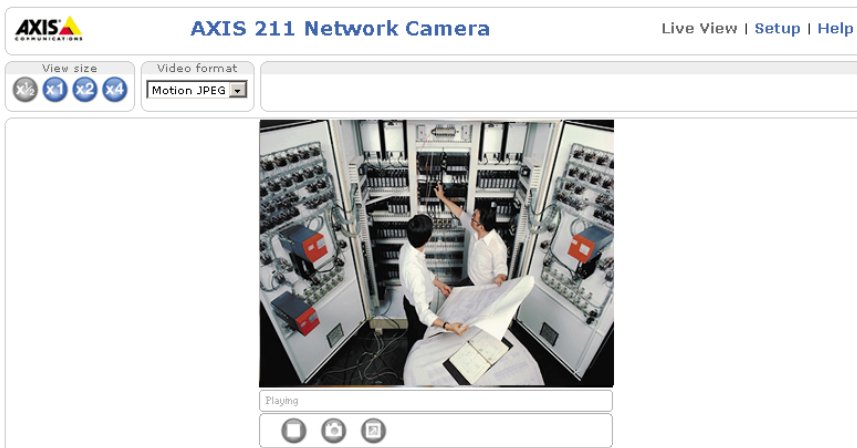 AXIS
COMMUNICATIONS
AXIS 211 Network Camera
Live View | Setup | Help
View size
x½ x1 x2 x4
Video format
Motion JPEG
Playing